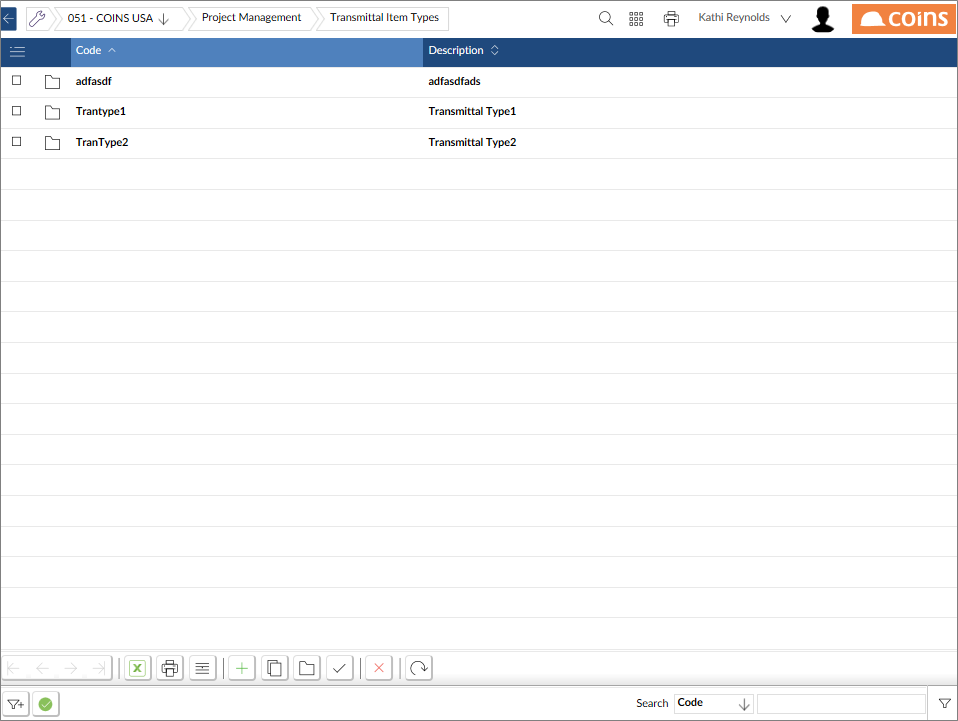 051 - COINS USA
Project Management
Transmittal Item Types
Kathi Reynolds
coins
Code
Description
adfasdf
adfasdfads
Trantype1
Transmittal Type1
TranType2
Transmittal Type2
X
Search
Code